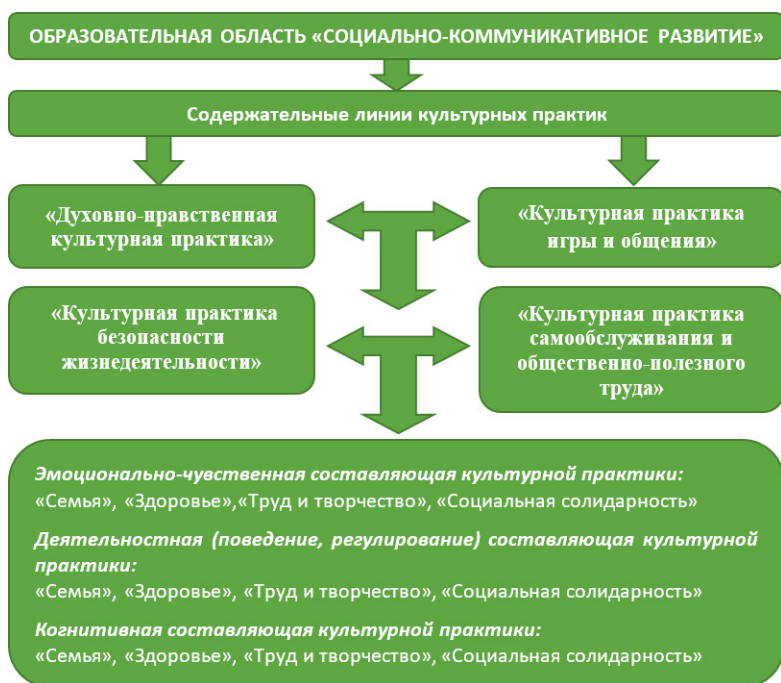 ОБРАЗОВАТЕЛЬНАЯ ОБЛАСТЬ «СОЦИАЛЬНО-КОММУНИКАТИВНОЕ РАЗВИТИЕ»
Содержательные линии культурных практик
«Духовно-нравственная
культурная практика»
«Культурная практика
игры и общения»
«Культурная практика
безопасности
жизнедеятельности»
«Культурная практика
самообслуживания и
общественно-полезного
труда»
Эмоционально-чувственная составляющая культурной практики:
«Семья», «Здоровье»,«Труд и творчество», «Социальная солидарность»
Деятельностная (поведение, регулирование) составляющая культурной
практики:
«Семья», «Здоровье», «Труд и творчество», «Социальная солидарность»
Когнитивная составляющая культурной практики:
«Семья», «Здоровье», «Труд и творчество», «Социальная солидарность»